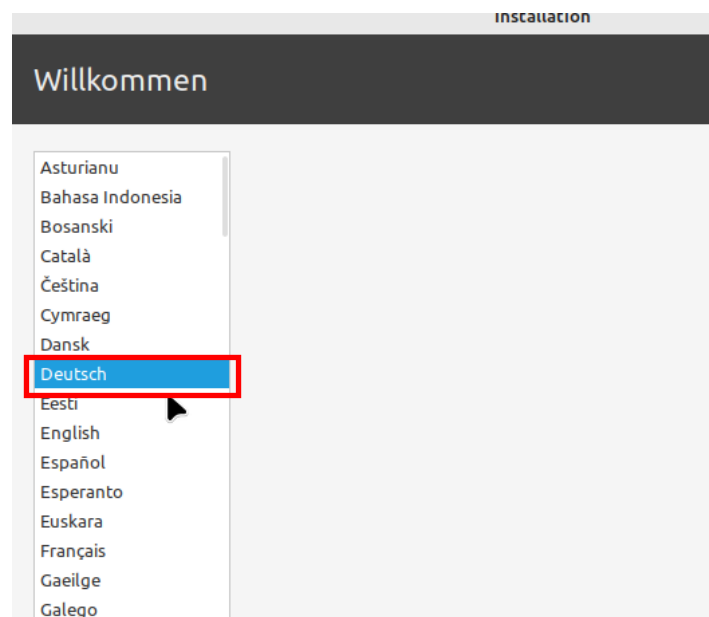 Installation
Willkommen
Asturianu
Bahasa Indonesia
Bosanski
Català
Čeština
Cymraeg
Dansk
Deutsch
Eesti
English
Español
Esperanto
Euskara
Français
Gaeilge
Galego